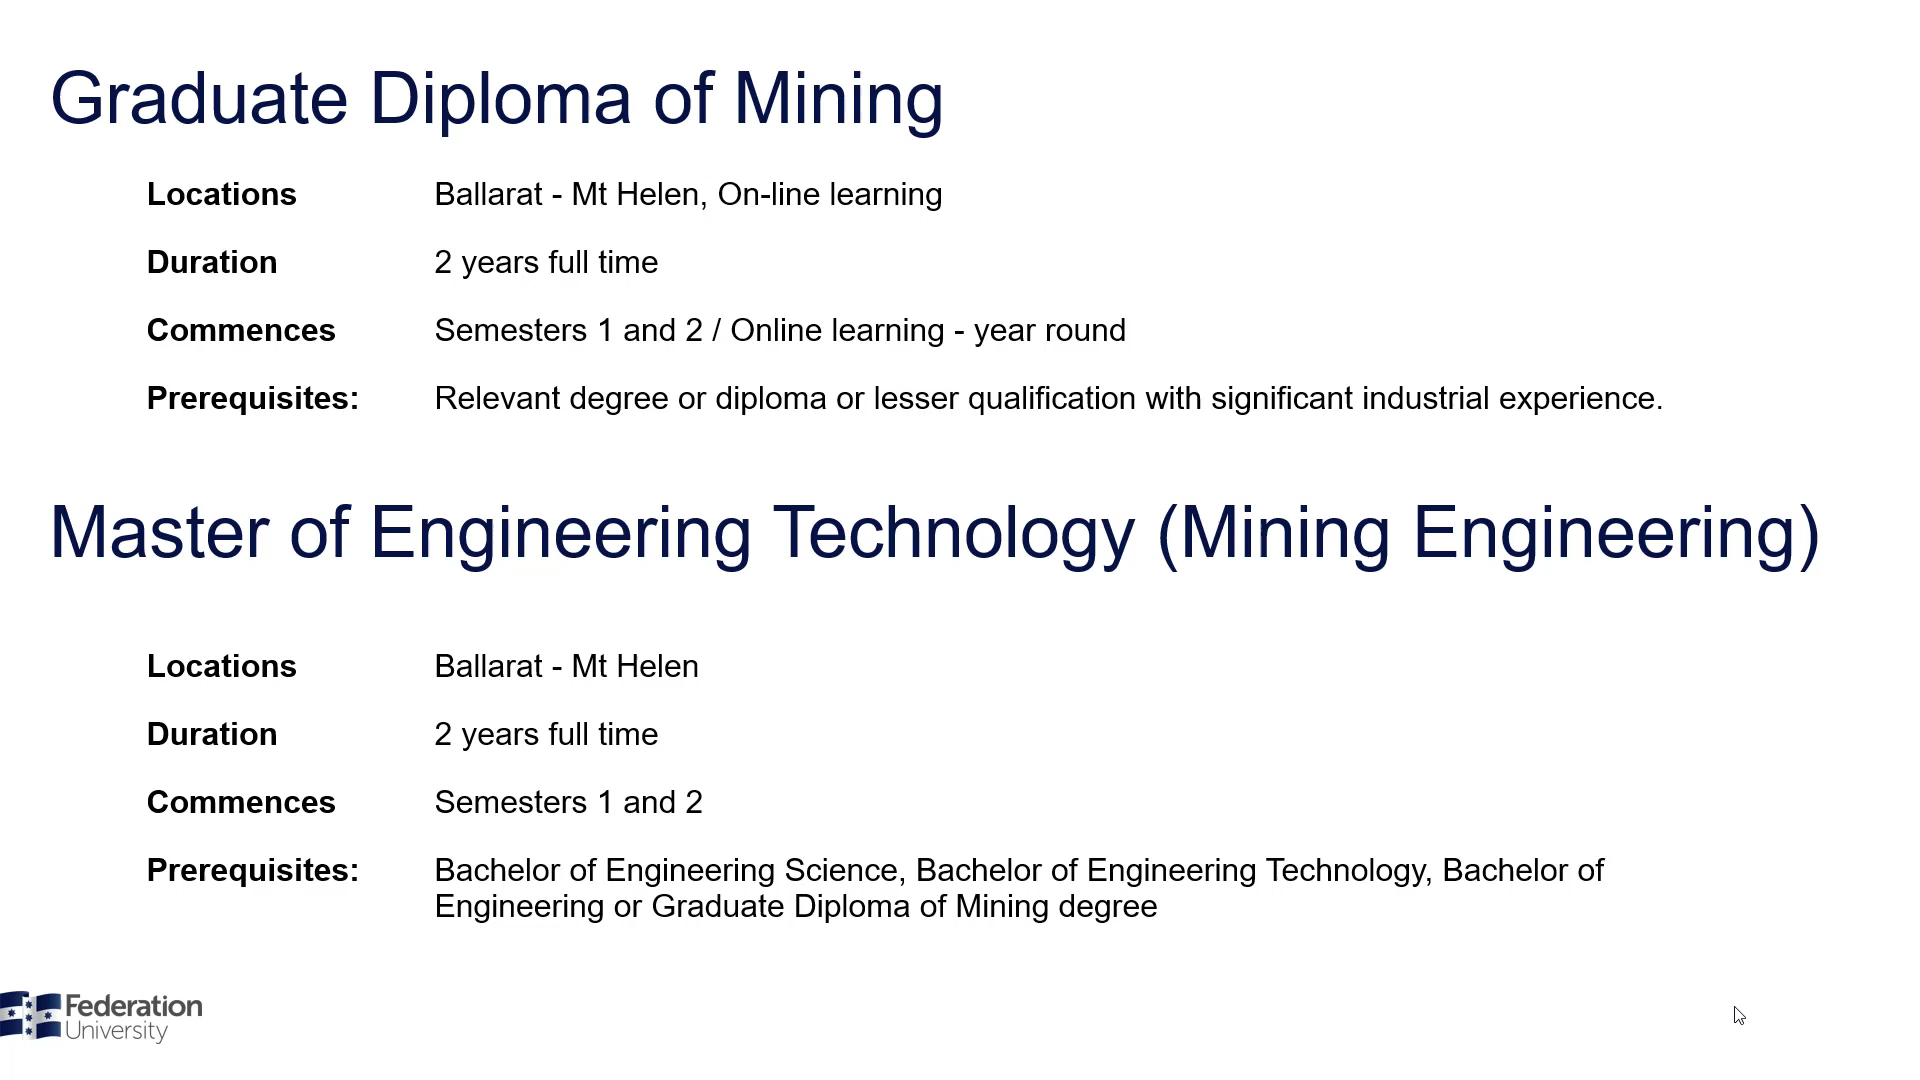 Graduate Diploma of Mining
Locations Ballarat - Mt Helen, On-line learning
Duration 2 years full time
Commences Semesters 1 and 2 / Online learning - year round
Prerequisites: Relevant degree or diploma or lesser qualification with significant industrial experience.
Master of Engineering Technology (Mining Engineering)
Locations Ballarat - Mt Helen
Duration 2 years full time
Commences Semesters 1 and 2
Prerequisites: Bachelor of Engineering Science, Bachelor of Engineering Technology, Bachelor of
Engineering or Graduate Diploma of Mining degree
Federation
University